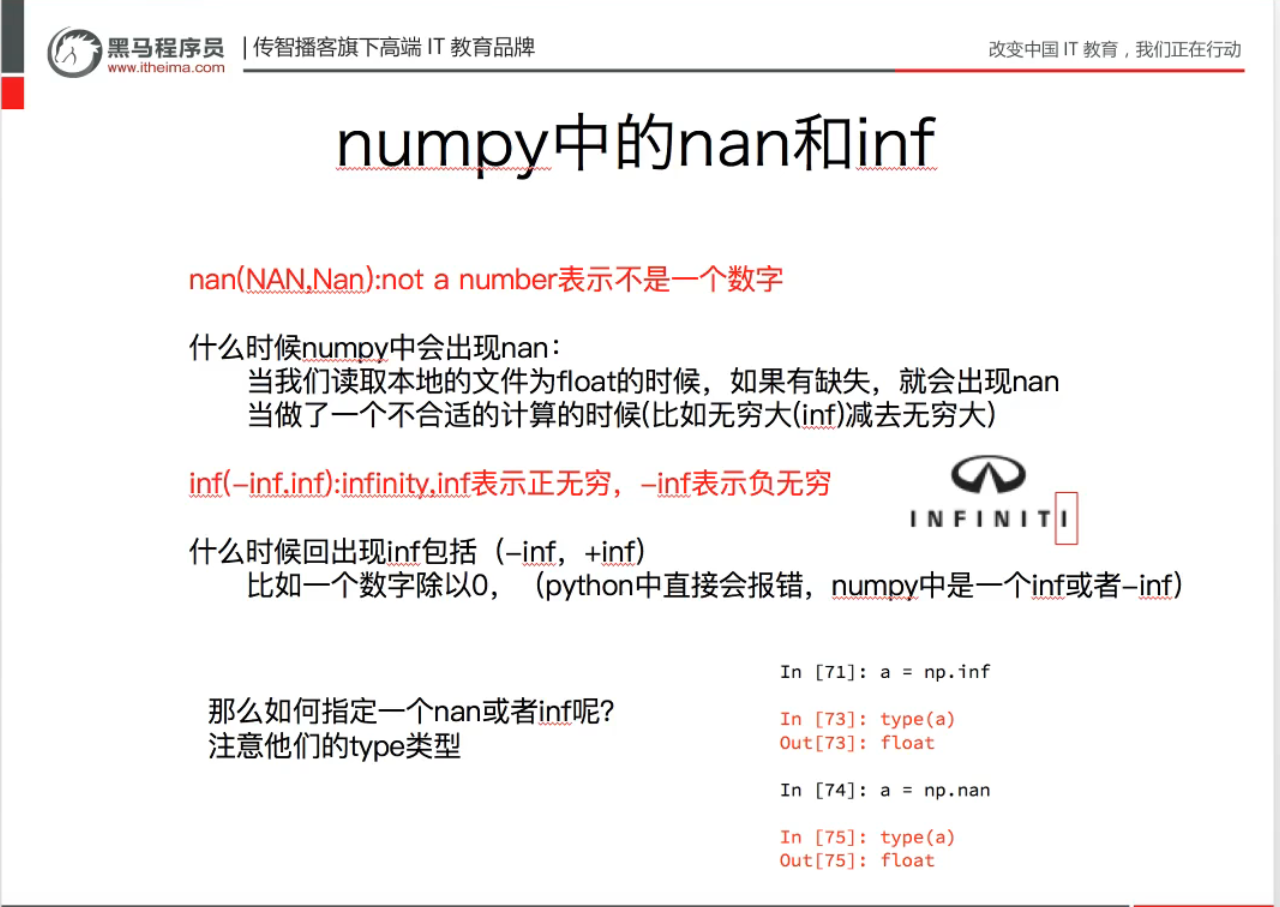 黑马程序员
www.itheima.com
传智播客旗下高端 IT 教育品牌
改变中国 IT 教育，我们正在行动
numpy中的nan和inf
nan(NAN,Nan):not a number表示不是一个数字
什么时候numpy中会出现nan：
当我们读取本地的文件为float的时候，如果有缺失，就会出现nan
当做了一个不合适的计算的时候(比如无穷大(inf)减去无穷大)
inf(-inf,inf):infinity,inf表示正无穷，-inf表示负无穷
INFINITI
什么时候回出现inf包括（-inf，+inf）
比如一个数字除以0，（python中直接会报错，numpy中是一个inf或者-inf）
那么如何指定一个nan或者inf呢？
注意他们的type类型
In [71]: a = np.inf
In [73]: type(a)
Out[73]: float
In [74]: a = np.nan
In [75]: type(a)
Out[75]: float